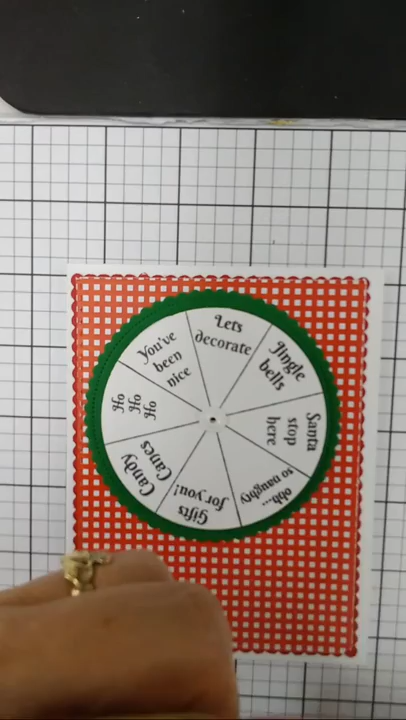 Lets
decorate
Jingle
bells
Santa
stop
here
ohh...
so naughty
Gifts
for you!
Candy
Canes
Ho
Ho
Ho
You've
been
nice